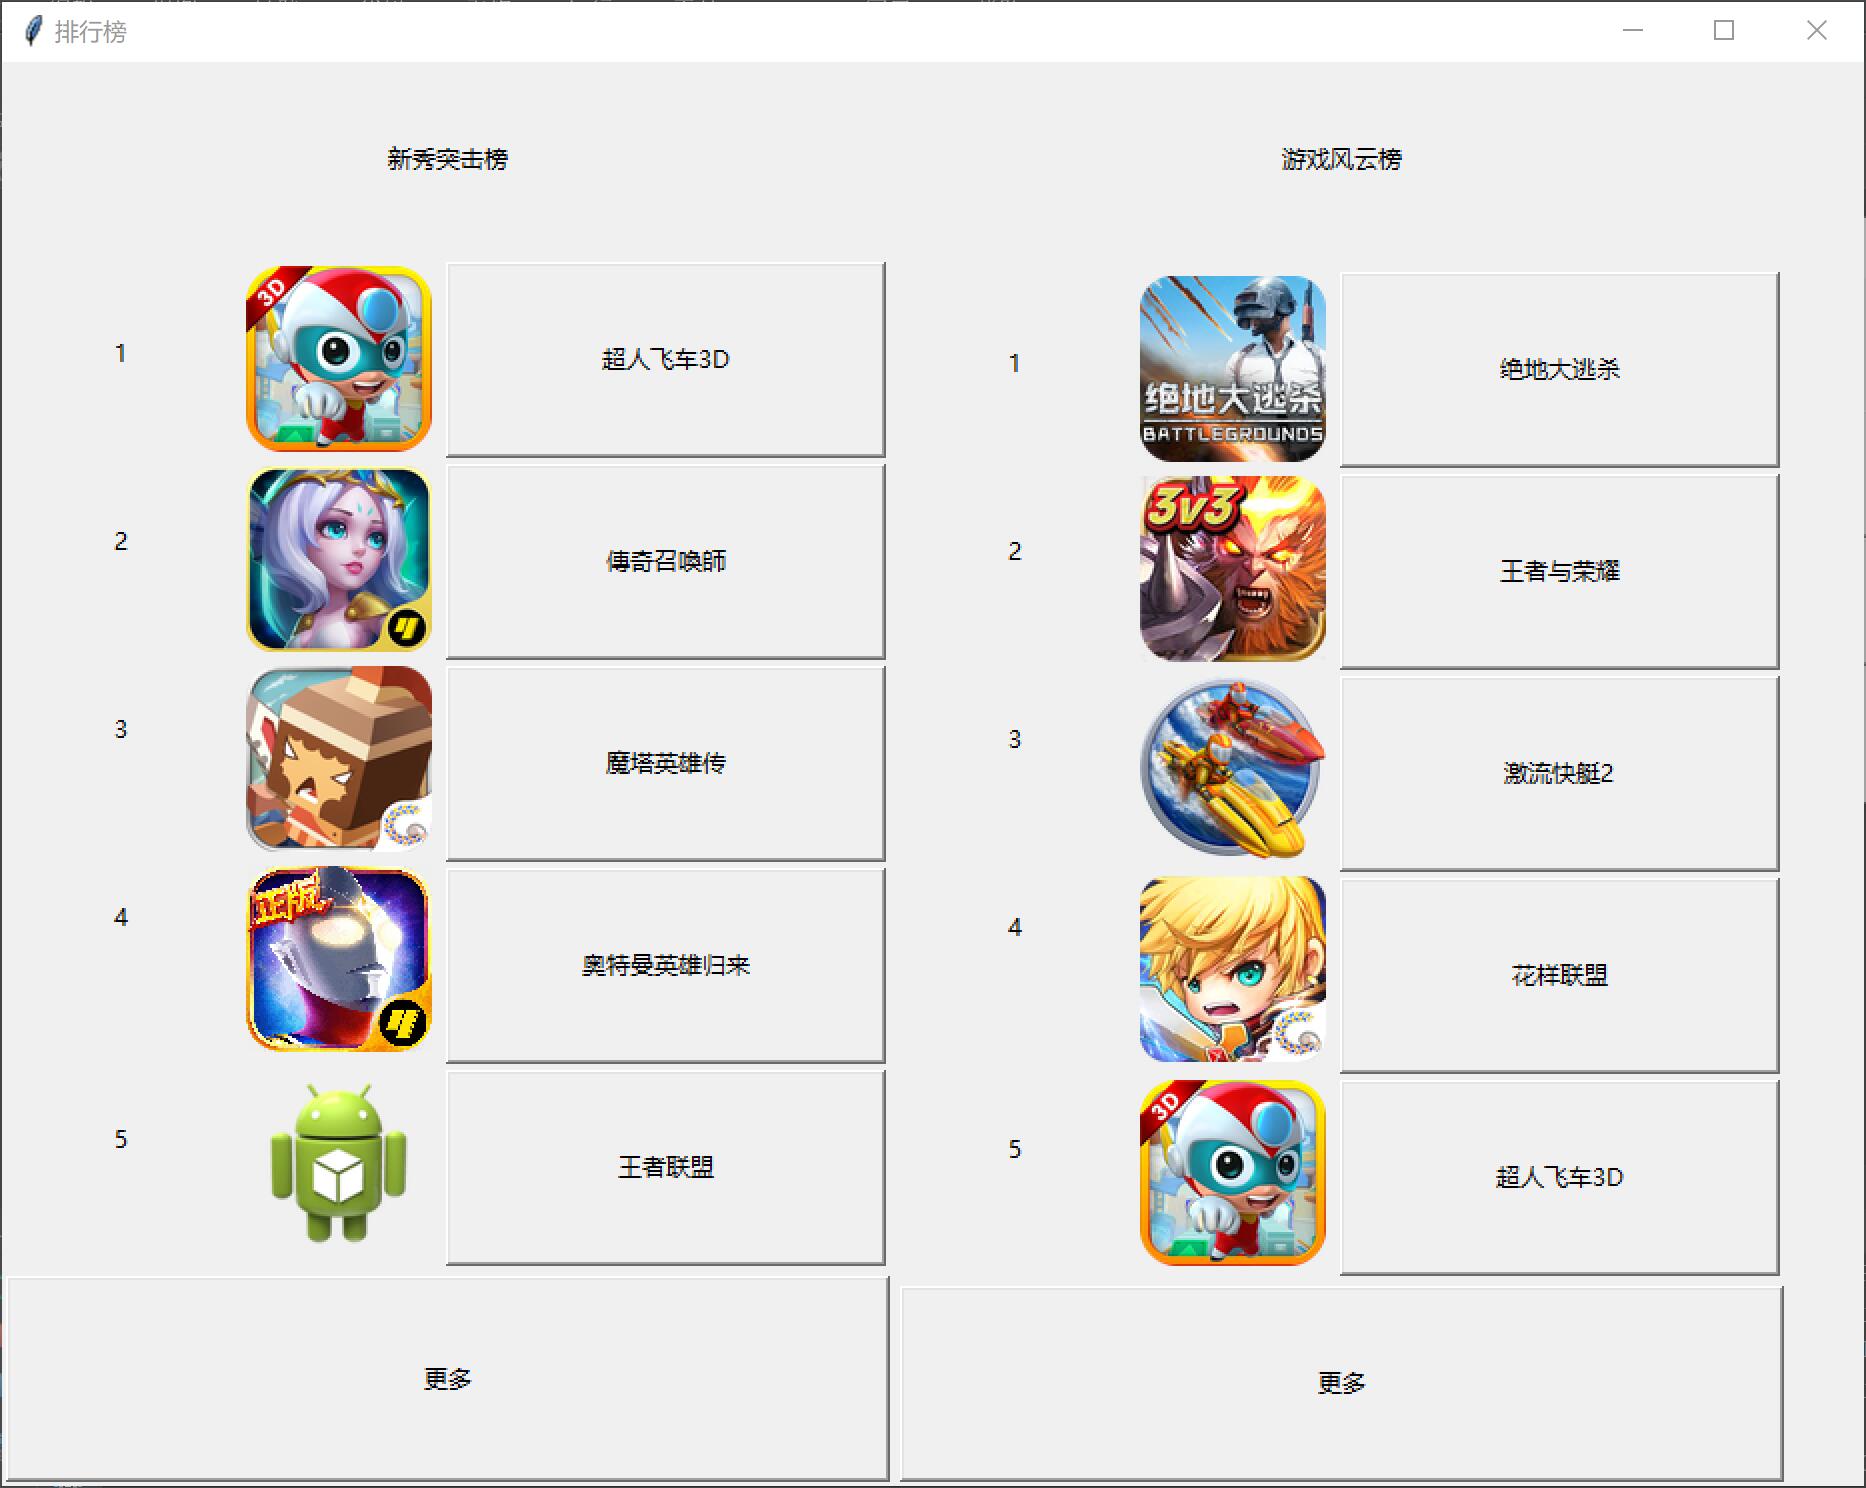 排行榜
新秀突击榜
1
3D
超人飞车3D
2
傳奇召喚師
3
魔塔英雄传
4
正版
奥特曼英雄归来
5
王者联盟
更多
游戏风云榜
1
绝地大逃杀
BATTLEGROUNDS
绝地大逃杀
2
3v3
王者与荣耀
3
激流快艇2
4
花样联盟
5
3D
超人飞车3D
更多